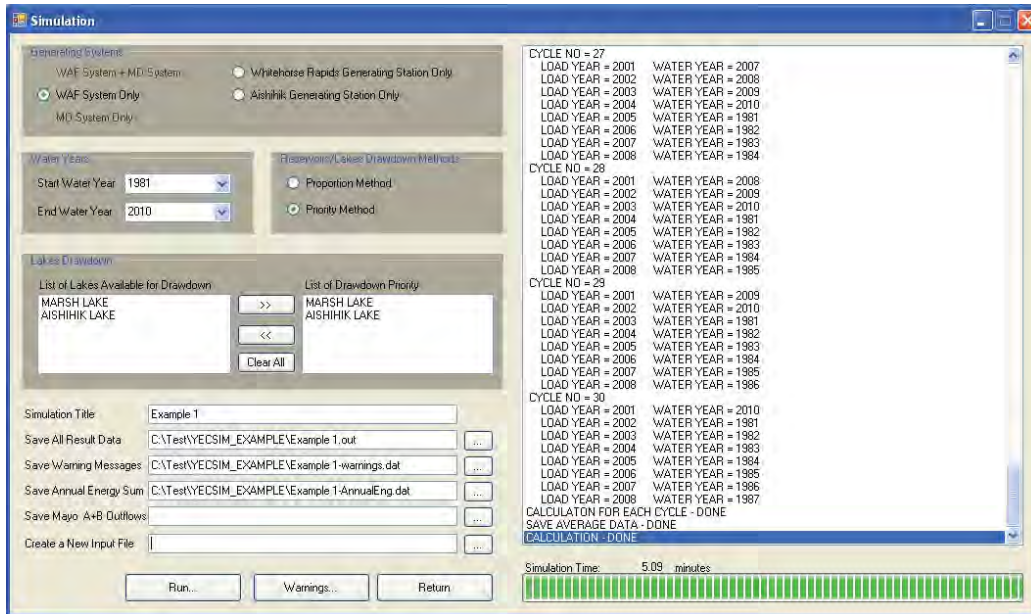 Simulation
Generating Systems
WAF System + MD System
Whitehorse Rapids Generating Station Only
WAF System Only
Aishihik Generating Station Only
MD System Only
Water Years
Start Water Year 1981
End Water Year 2010
Reservoirs/Lakes Drawdown Methods
Proportion Method
Priority Method
Lakes Drawdown
List of Lakes Available for Drawdown
MARSH LAKE
AISHIHIK LAKE
>>
<<
Clear All
List of Drawdown Priority
MARSH LAKE
AISHIHIK LAKE
Simulation Title Example 1
Save All Result Data C:\Test\YECSIM_EXAMPLE\Example 1.out ...
Save Warning Messages C:\Test\YECSIM_EXAMPLE\Example 1-warnings.dat ...
Save Annual Energy Sum C:\Test\YECSIM_EXAMPLE\Example 1-AnnualEng.dat ...
Save Mayo A+B Outflows ...
Create a New Input File ...
Run... Warnings... Return
CYCLE NO = 27
LOAD YEAR = 2001 WATER YEAR = 2007
LOAD YEAR = 2002 WATER YEAR = 2008
LOAD YEAR = 2003 WATER YEAR = 2009
LOAD YEAR = 2004 WATER YEAR = 2010
LOAD YEAR = 2005 WATER YEAR = 1981
LOAD YEAR = 2006 WATER YEAR = 1982
LOAD YEAR = 2007 WATER YEAR = 1983
LOAD YEAR = 2008 WATER YEAR = 1984
CYCLE NO = 28
LOAD YEAR = 2001 WATER YEAR = 2008
LOAD YEAR = 2002 WATER YEAR = 2009
LOAD YEAR = 2003 WATER YEAR = 2010
LOAD YEAR = 2004 WATER YEAR = 1981
LOAD YEAR = 2005 WATER YEAR = 1982
LOAD YEAR = 2006 WATER YEAR = 1983
LOAD YEAR = 2007 WATER YEAR = 1984
LOAD YEAR = 2008 WATER YEAR = 1985
CYCLE NO = 29
LOAD YEAR = 2001 WATER YEAR = 2009
LOAD YEAR = 2002 WATER YEAR = 2010
LOAD YEAR = 2003 WATER YEAR = 1981
LOAD YEAR = 2004 WATER YEAR = 1982
LOAD YEAR = 2005 WATER YEAR = 1983
LOAD YEAR = 2006 WATER YEAR = 1984
LOAD YEAR = 2007 WATER YEAR = 1985
LOAD YEAR = 2008 WATER YEAR = 1986
CYCLE NO = 30
LOAD YEAR = 2001 WATER YEAR = 2010
LOAD YEAR = 2002 WATER YEAR = 1981
LOAD YEAR = 2003 WATER YEAR = 1982
LOAD YEAR = 2004 WATER YEAR = 1983
LOAD YEAR = 2005 WATER YEAR = 1984
LOAD YEAR = 2006 WATER YEAR = 1985
LOAD YEAR = 2007 WATER YEAR = 1986
LOAD YEAR = 2008 WATER YEAR = 1987
CALCULATON FOR EACH CYCLE - DONE
SAVE AVERAGE DATA - DONE
CALCULATION - DONE
Simulation Time: 5.09 minutes